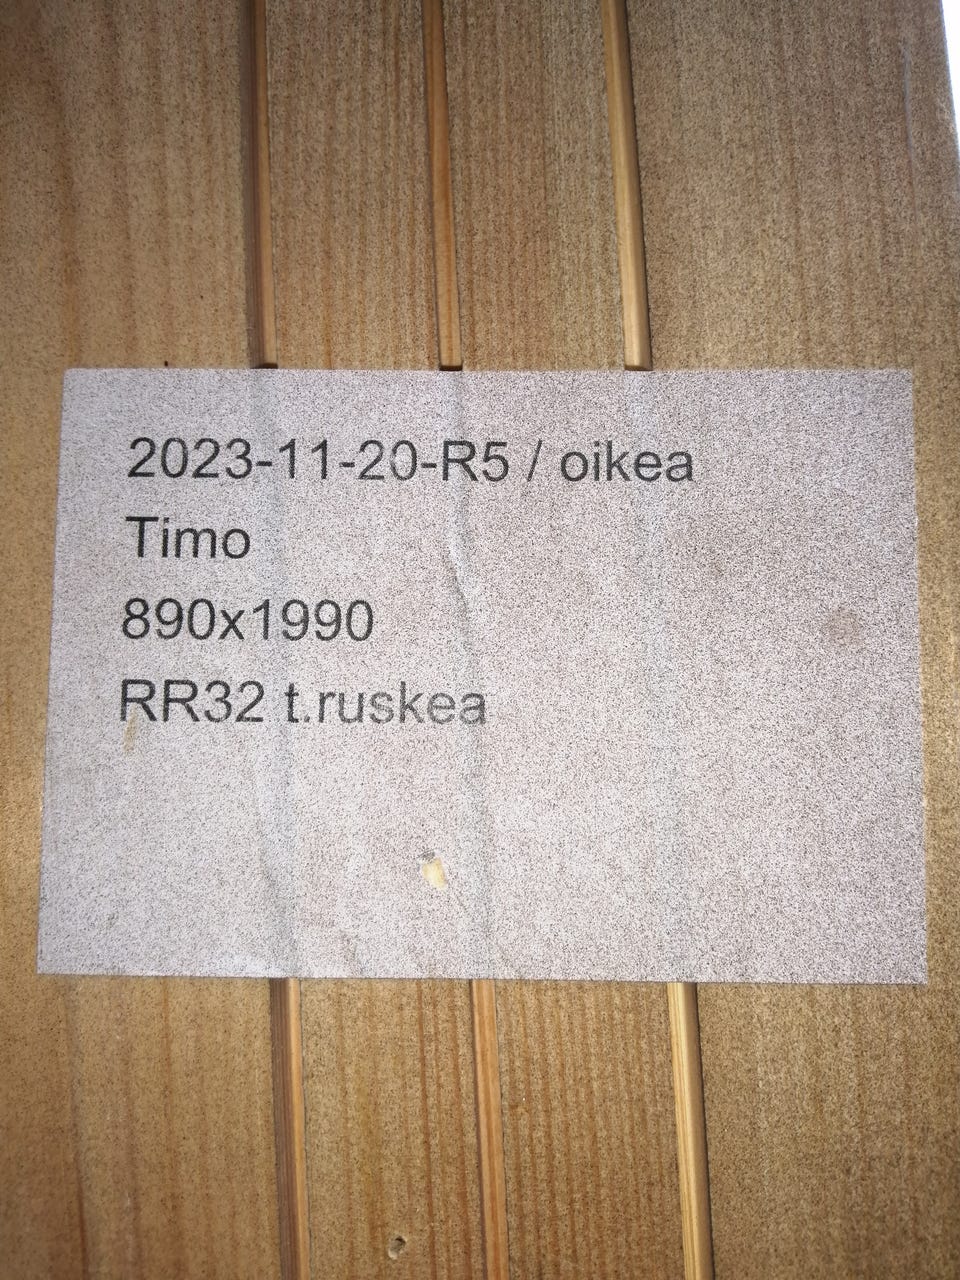 2023-11-20-R5 / oikea
Timo
890x1990
RR32 t.ruskea